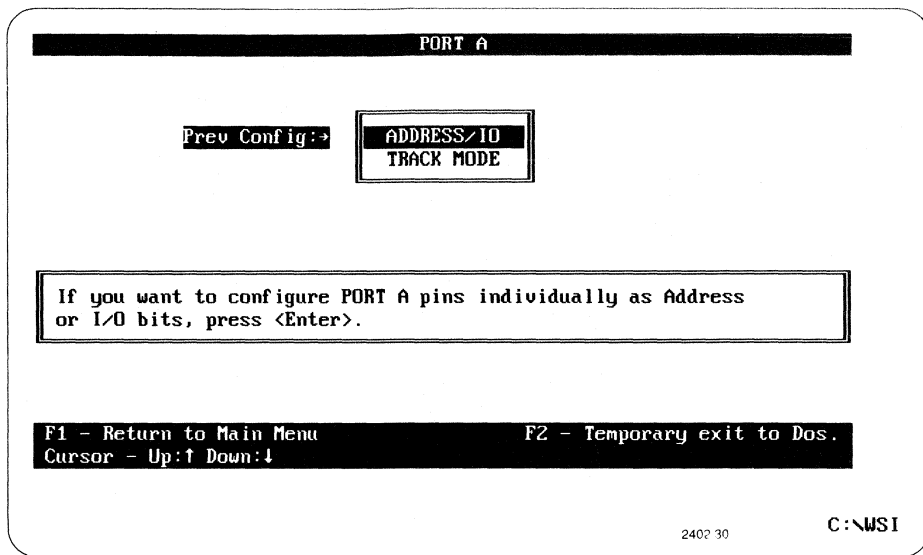 PORT A
Prev Config:→ ADDRESS/IO
TRACK MODE
If you want to configure PORT A pins individually as Address
or I/O bits, press <Enter>.
F1 - Return to Main Menu F2 - Temporary exit to Dos.
Cursor - Up:↑ Down:↓
2402 30
C:\WSI